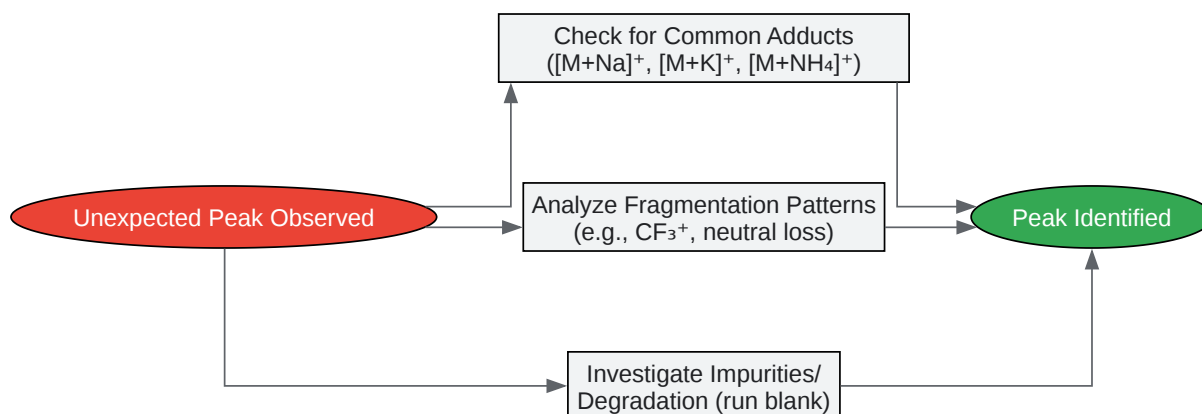 Check for Common Adducts
([M+Na]⁺, [M+K]⁺, [M+NH₄]⁺)
Unexpected Peak Observed
Analyze Fragmentation Patterns
(e.g., CF₃⁺, neutral loss)
Peak Identified
Investigate Impurities/
Degradation (run blank)